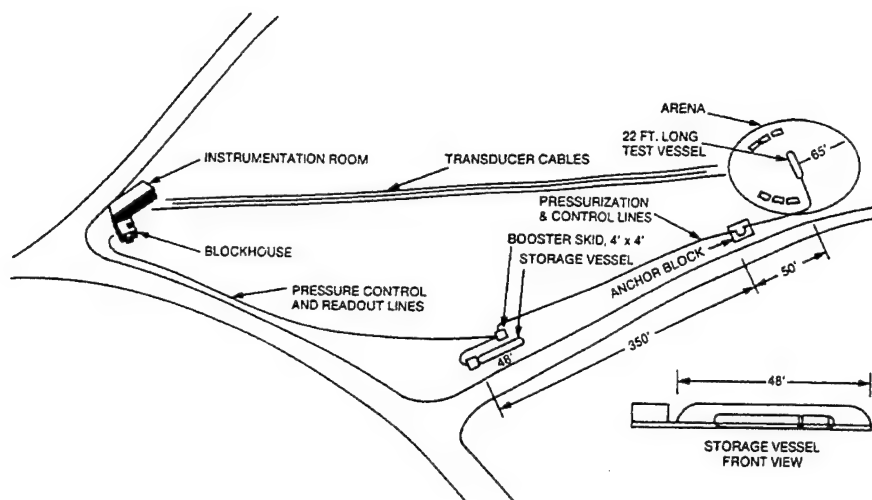 ARENA
22 FT. LONG
TEST VESSEL
65'
INSTRUMENTATION ROOM
TRANSDUCER CABLES
PRESSURIZATION
& CONTROL LINES
BLOCKHOUSE
BOOSTER SKID, 4' x 4'
STORAGE VESSEL
ANCHOR BLOCK
50'
PRESSURE CONTROL
AND READOUT LINES
48'
350'
48'
STORAGE VESSEL
FRONT VIEW